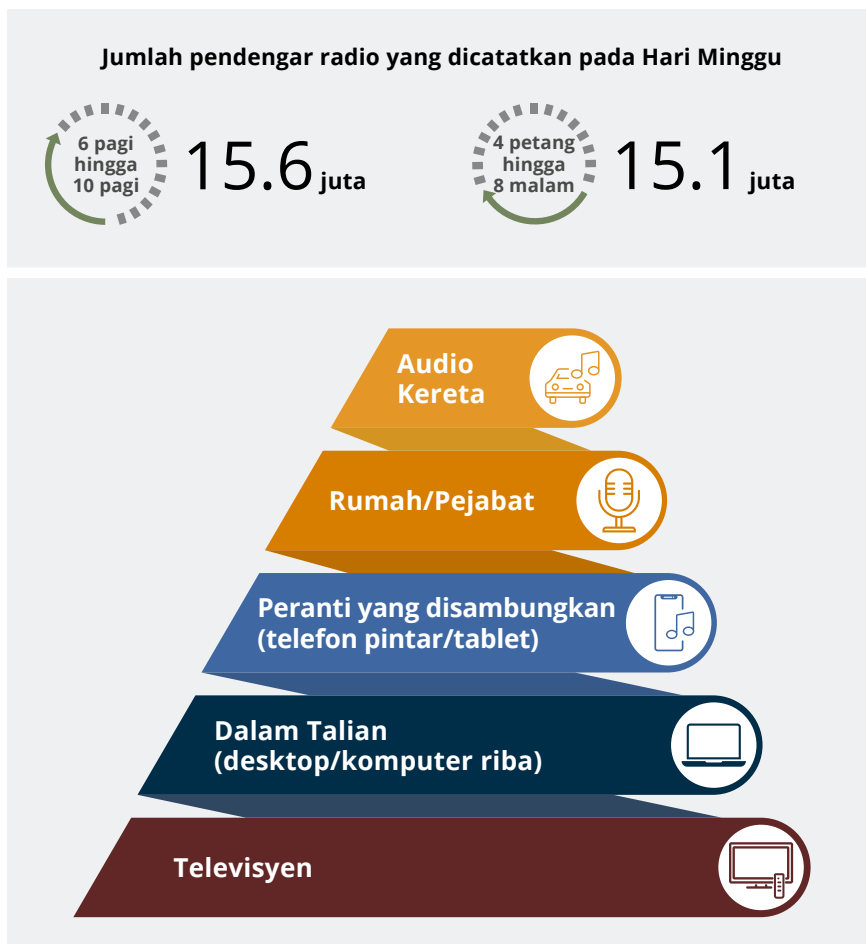 Jumlah pendengar radio yang dicatatkan pada Hari Minggu
6 pagi
hingga
10 pagi
15.6 juta
4 petang
hingga
8 malam
15.1 juta
Audio
Kereta
Rumah/Pejabat
Peranti yang disambungkan
(telefon pintar/tablet)
Dalam Talian
(desktop/komputer riba)
Televisyen